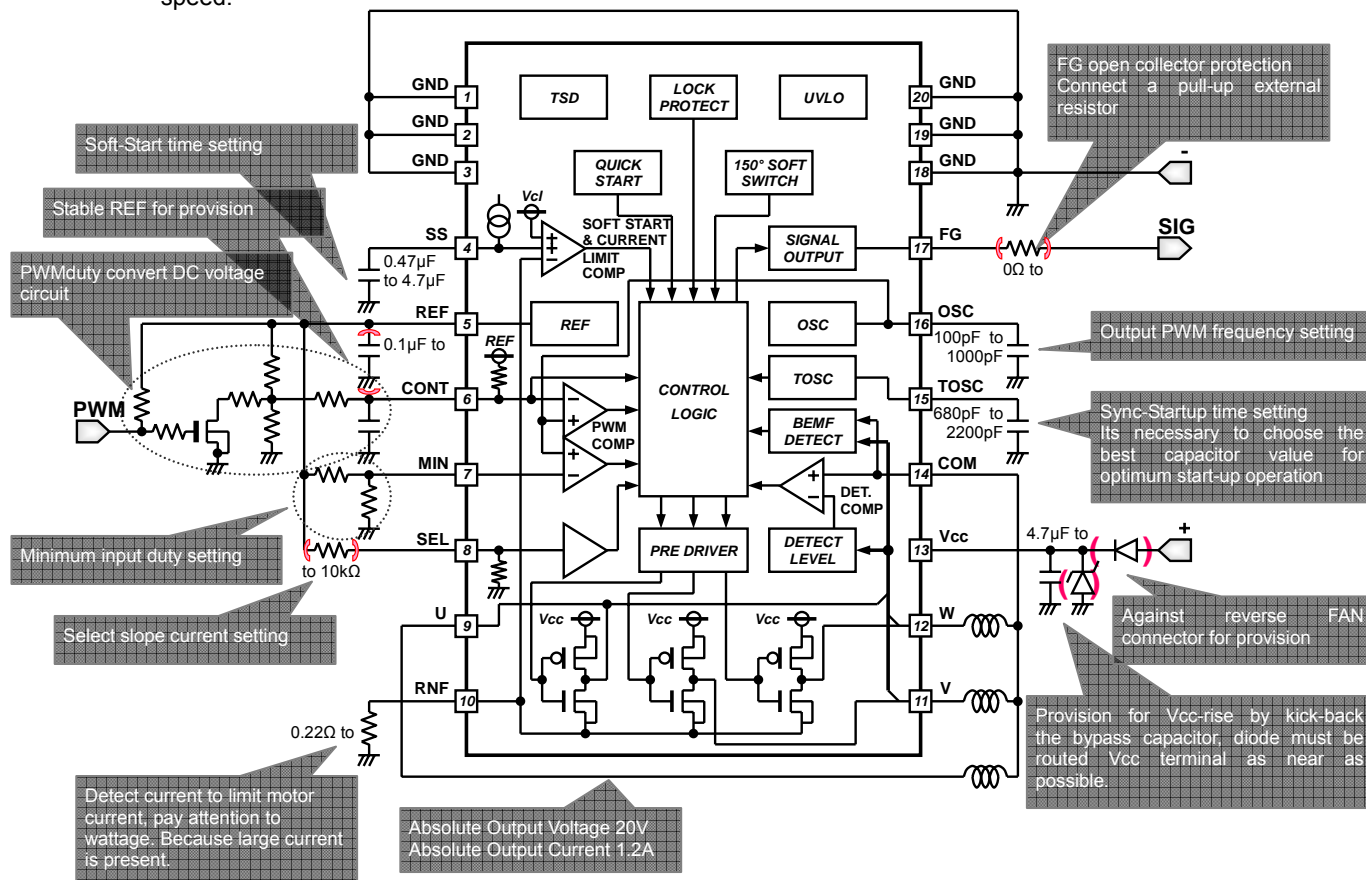 speed.
GND
1
TSD
LOCK
PROTECT
UVLO
20
GND
FG open collector protection
Connect a pull-up external
resistor
GND
2
19
GND
GND
3
18
GND
-
Soft-Start time setting
QUICK
START
150° SOFT
SWITCH
Stable REF for provision
Vcl
SS
4
SOFT START
& CURRENT
LIMIT
COMP
SIGNAL
OUTPUT
17
FG
SIG
0Ω to
0.47µF
to 4.7µF
PWMduty convert DC voltage
circuit
REF
5
REF
OSC
16
OSC
100pF to
1000pF
Output PWM frequency setting
0.1µF to
REF
CONT
6
CONTROL
LOGIC
TOSC
15
TOSC
680pF to
2200pF
Sync-Startup time setting
Its necessary to choose the
best capacitor value for
optimum start-up operation
PWM
PWM
COMP
BEMF
DETECT
MIN
7
14
COM
DET.
COMP
Minimum input duty setting
SEL
8
PRE DRIVER
DETECT
LEVEL
13
Vcc
4.7µF to
+
to 10kΩ
Select slope current setting
Against reverse FAN
connector for provision
U
9
Vcc
Vcc
Vcc
12
W
RNF
10
11
V
0.22Ω to
Provision for Vcc-rise by kick-back
the bypass capacitor, diode must be
routed Vcc terminal as near as
possible.
Detect current to limit motor
current, pay attention to
wattage. Because large current
is present.
Absolute Output Voltage 20V
Absolute Output Current 1.2A